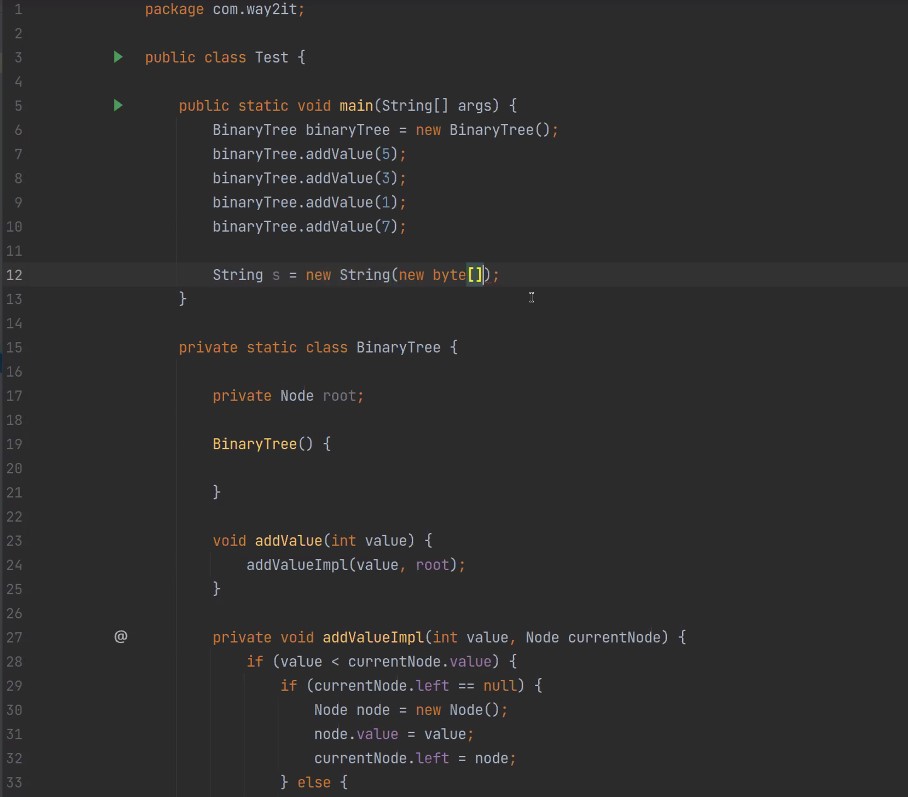 1 package com.way2it;
2
3 public class Test {
4
5 public static void main(String[] args) {
6 BinaryTree binaryTree = new BinaryTree();
7 binaryTree.addValue(5);
8 binaryTree.addValue(3);
9 binaryTree.addValue(1);
10 binaryTree.addValue(7);
11
12 String s = new String(new byte[]);
13 }
14
15 private static class BinaryTree {
16
17 private Node root;
18
19 BinaryTree() {
20
21 }
22
23 void addValue(int value) {
24 addValueImpl(value, root);
25 }
26
27 @ private void addValueImpl(int value, Node currentNode) {
28 if (value < currentNode.value) {
29 if (currentNode.left == null) {
30 Node node = new Node();
31 node.value = value;
32 currentNode.left = node;
33 } else {